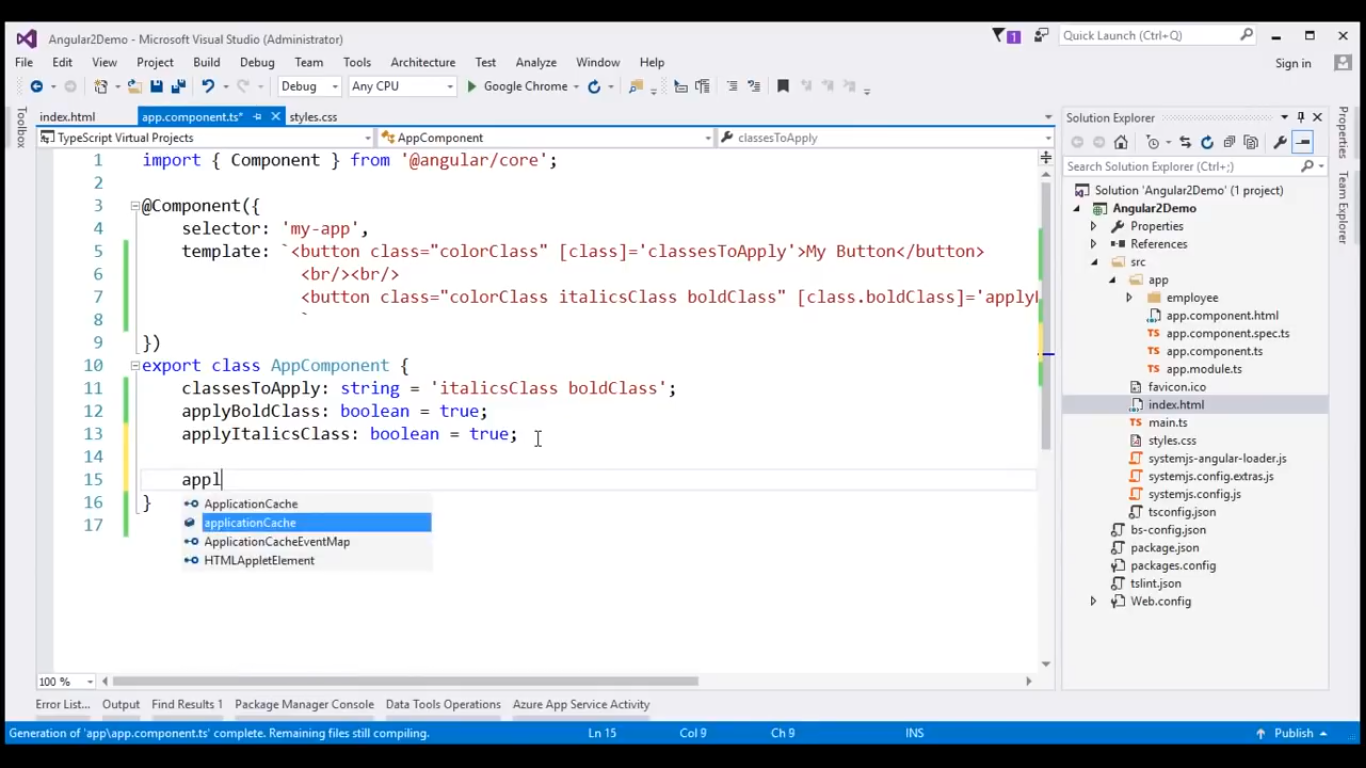 Angular2Demo - Microsoft Visual Studio (Administrator)
1
Quick Launch (Ctrl+Q)
File Edit View Project Build Debug Team Tools Architecture Test Analyze Window Help
Sign in
Debug Any CPU Google Chrome
Toolbox
index.html app.component.ts* styles.css
TypeScript Virtual Projects AppComponent classesToApply
1 import { Component } from '@angular/core';
2
3 @Component({
4 selector: 'my-app',
5 template: `<button class="colorClass" [class]='classesToApply'>My Button</button>
6 <br/><br/>
7 <button class="colorClass italicsClass boldClass" [class.boldClass]='applyB
8 `
9 })
10 export class AppComponent {
11 classesToApply: string = 'italicsClass boldClass';
12 applyBoldClass: boolean = true;
13 applyItalicsClass: boolean = true;
14
15 appl
16 }
17
ApplicationCache
applicationCache
ApplicationCacheEventMap
HTMLAppletElement
100 %
Solution Explorer
Search Solution Explorer (Ctrl+;)
Solution 'Angular2Demo' (1 project)
Angular2Demo
Properties
References
src
app
employee
app.component.html
TS app.component.spec.ts
TS app.component.ts
TS app.module.ts
favicon.ico
index.html
TS main.ts
styles.css
systemjs-angular-loader.js
systemjs.config.extras.js
systemjs.config.js
tsconfig.json
bs-config.json
package.json
packages.config
tslint.json
Web.config
Properties
Team Explorer
Error List... Output Find Results 1 Package Manager Console Data Tools Operations Azure App Service Activity
Generation of 'app\app.component.ts' complete. Remaining files still compiling. Ln 15 Col 9 Ch 9 INS Publish